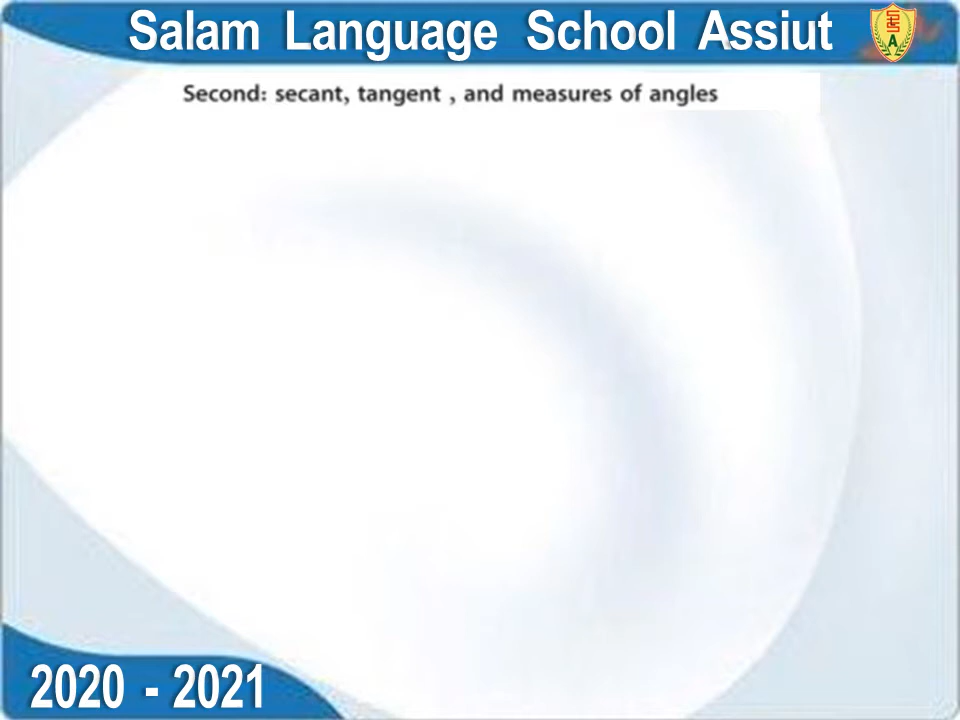 Salam Language School Assiut
Second: secant, tangent , and measures of angles
2020 - 2021